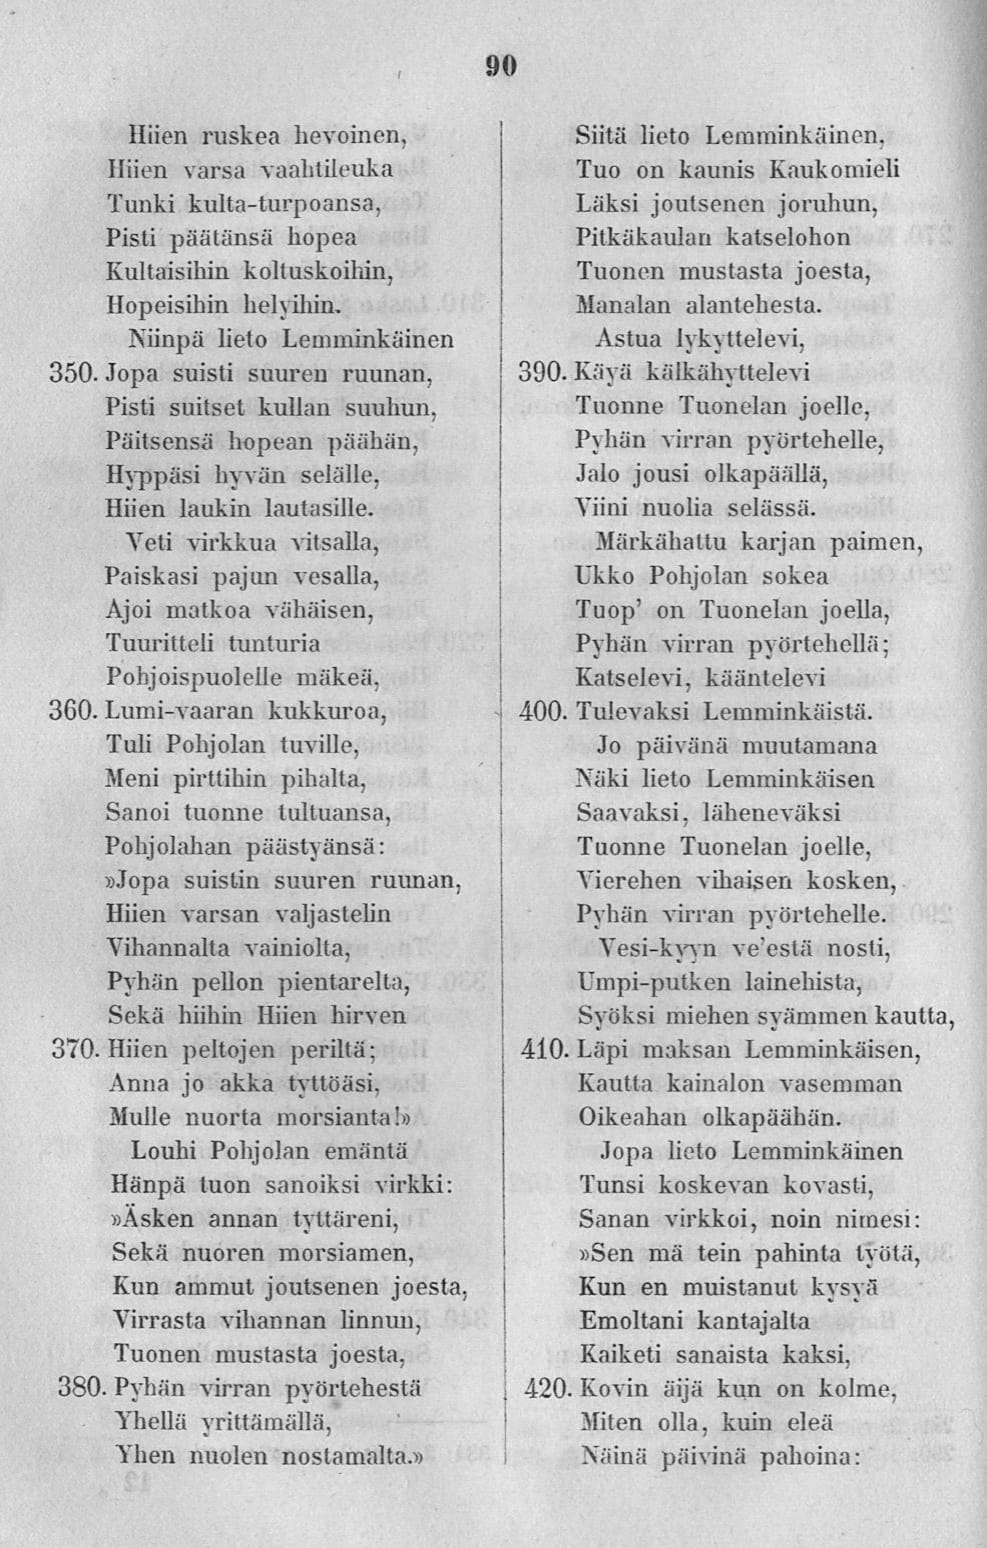 90
Hiien ruskea hevoinen,
Hiien varsa vaahtileuka
Tunki kulta-turpoansa,
Pisti päätänsä hopea
Kultaisihin koltuskoihin,
Hopeisihin helyihin.
Niinpä lieto Lemminkäinen
350. Jopa suisti suuren ruunan,
Pisti suitset kullan suuhun,
Päitsensä hopean päähän,
Hyppäsi hyvän selälle,
Hiien laukin lautasille.
Veti virkkua vitsalla,
Paiskasi pajun vesalla,
Ajoi matkoa vähäisen,
Tuuritteli tunturia
Pohjoispuolelle mäkeä,
360. Lumi-vaaran kukkuroa,
Tuli Pohjolan tuville,
Meni pirttihin pihalta,
Sanoi tuonne tultuansa,
Pohjolahan päästyänsä:
»Jopa suistin suuren ruunan,
Hiien varsan valjastelin
Vihannalta vainiolta,
Pyhän pellon pientarelta,
Sekä hiihin Hiien hirven
370. Hiien peltojen periltä;
Anna jo akka tyttöäsi,
Mulle nuorta morsianta!»
Louhi Pohjolan emäntä
Hänpä tuon sanoiksi virkki:
»Äsken annan tyttäreni,
Sekä nuoren morsiamen,
Kun ammut joutsenen joesta,
Virrasta vihannan linnun,
Tuonen mustasta joesta,
380. Pyhän virran pyörtehestä
Yhellä yrittämällä,
Yhen nuolen nostamalta.»
Siitä lieto Lemminkäinen,
Tuo on kaunis Kaukomieli
Läksi joutsenen joruhun,
Pitkäkaulan katselohon
Tuonen mustasta joesta,
Manalan alantehesta.
Astua lykyttelevi,
390. Käyä kälkähyttelevi
Tuonne Tuonelan joelle,
Pyhän virran pyörtehelle,
Jalo jousi olkapäällä,
Viini nuolia selässä.
Märkähattu karjan paimen,
Ukko Pohjolan sokea
Tuop' on Tuonelan joella,
Pyhän virran pyörtehellä;
Katselevi, kääntelevi
400. Tulevaksi Lemminkäistä.
Jo päivänä muutamana
Näki lieto Lemminkäisen
Saavaksi, läheneväksi
Tuonne Tuonelan joelle,
Vierehen vihaisen kosken,
Pyhän virran pyörtehelle.
Vesi-kyyn ve'estä nosti,
Umpi-putken lainehista,
Syöksi miehen syämmen kautta,
410. Läpi maksan Lemminkäisen,
Kautta kainalon vasemman
Oikeahan olkapäähän.
Jopa lieto Lemminkäinen
Tunsi koskevan kovasti,
Sanan virkkoi, noin nimesi:
»Sen mä tein pahinta työtä,
Kun en muistanut kysyä
Emoltani kantajalta
Kaiketi sanaista kaksi,
420. Kovin äijä kun on kolme,
Miten olla, kuin eleä
Näinä päivinä pahoina: